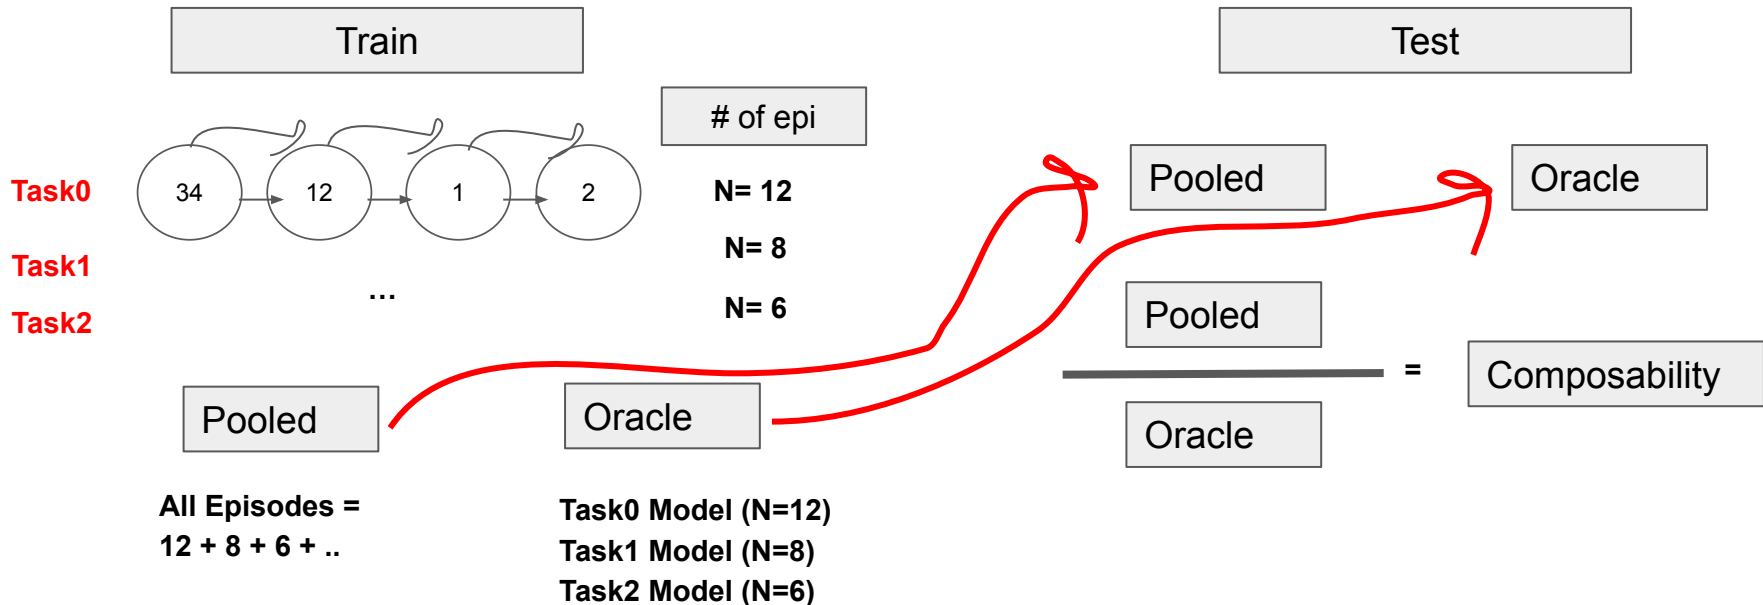 Train
Test
# of epi
Task0
34
12
1
2
N= 12
Pooled
Oracle
Task1
...
N= 8
Task2
N= 6
Pooled
Oracle
=
Composability
Pooled
Oracle
All Episodes =
12 + 8 + 6 + ..
Task0 Model (N=12)
Task1 Model (N=8)
Task2 Model (N=6)